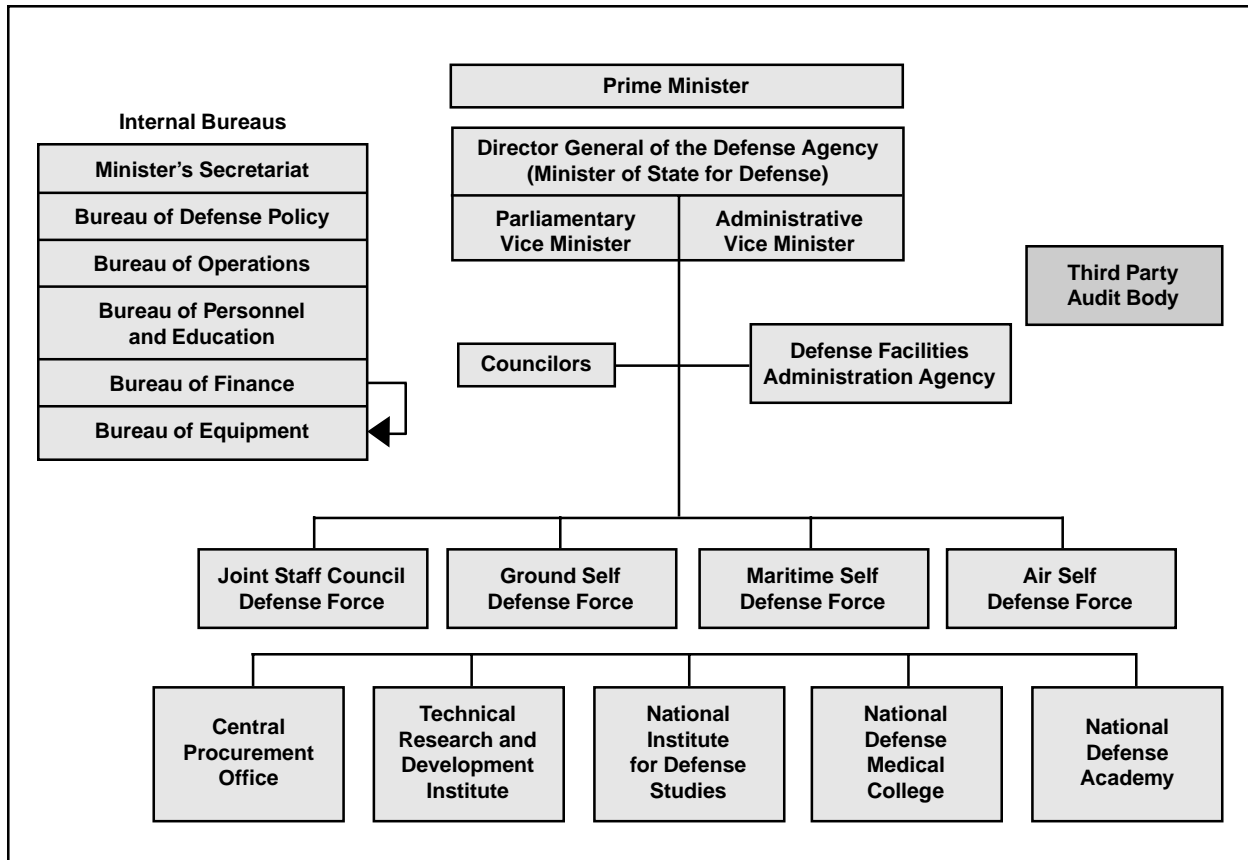 Prime Minister
Internal Bureaus
Minister's Secretariat
Bureau of Defense Policy
Bureau of Operations
Bureau of Personnel
and Education
Bureau of Finance
Bureau of Equipment
Director General of the Defense Agency
(Minister of State for Defense)
Parliamentary
Vice Minister
Administrative
Vice Minister
Third Party
Audit Body
Councilors
Defense Facilities
Administration Agency
Joint Staff Council
Defense Force
Ground Self
Defense Force
Maritime Self
Defense Force
Air Self
Defense Force
Central
Procurement
Office
Technical
Research and
Development
Institute
National
Institute
for Defense
Studies
National
Defense
Medical
College
National
Defense
Academy